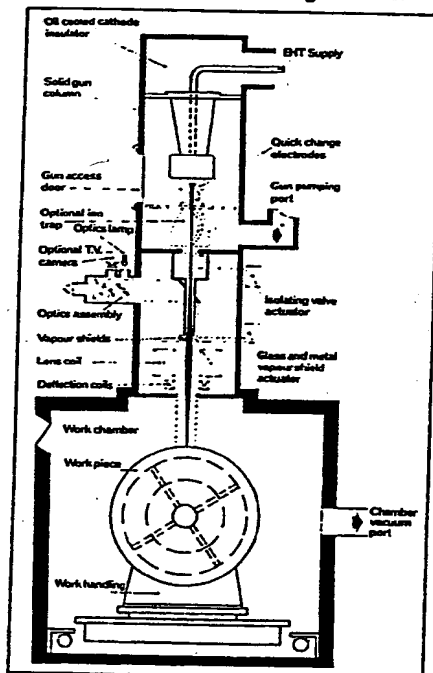 Oil cooled cathode
insulator
EHT Supply
Solid gun
column
Quick change
electrodes
Gun access
door
Gun pumping
port
Optional ion
trap
Optics lamp
Optional T.V.
camera
Isolating valve
actuator
Optics assembly
Vapour shields
Glass and metal
vapour shield
actuator
Lens coil
Deflection coils
Work chamber
Work piece
Chamber
vacuum
port
Work handling